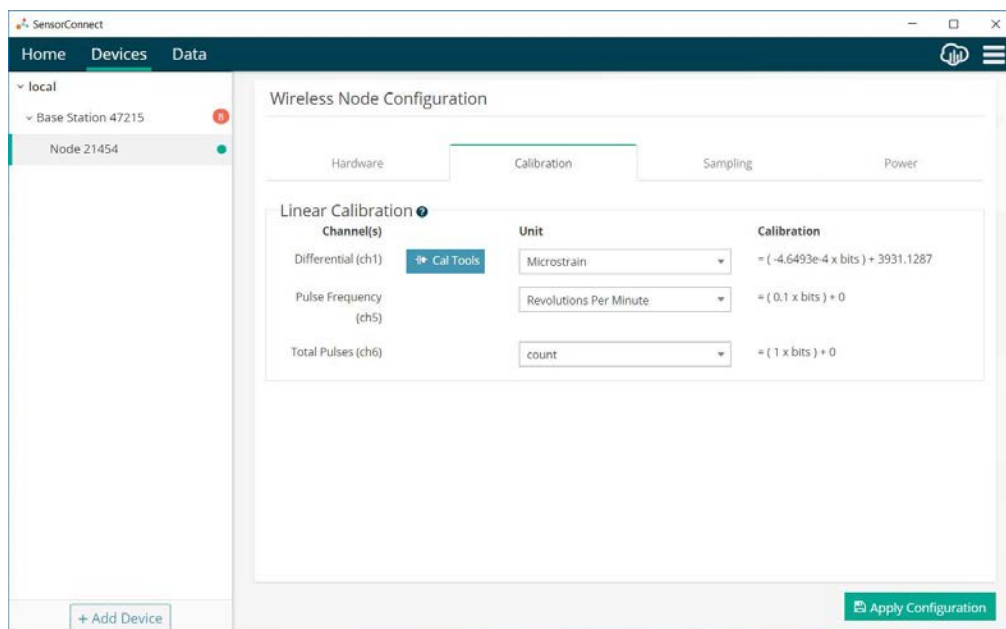 SensorConnect
Home Devices Data
local
Base Station 47215 8
Node 21454
+ Add Device
Wireless Node Configuration
Hardware Calibration Sampling Power
Linear Calibration ?
Channel(s) Unit Calibration
Differential (ch1) Cal Tools Microstrain = ( -4.6493e-4 x bits ) + 3931.1287
Pulse Frequency Revolutions Per Minute = ( 0.1 x bits ) + 0
(ch5)
Total Pulses (ch6) count = ( 1 x bits ) + 0
Apply Configuration